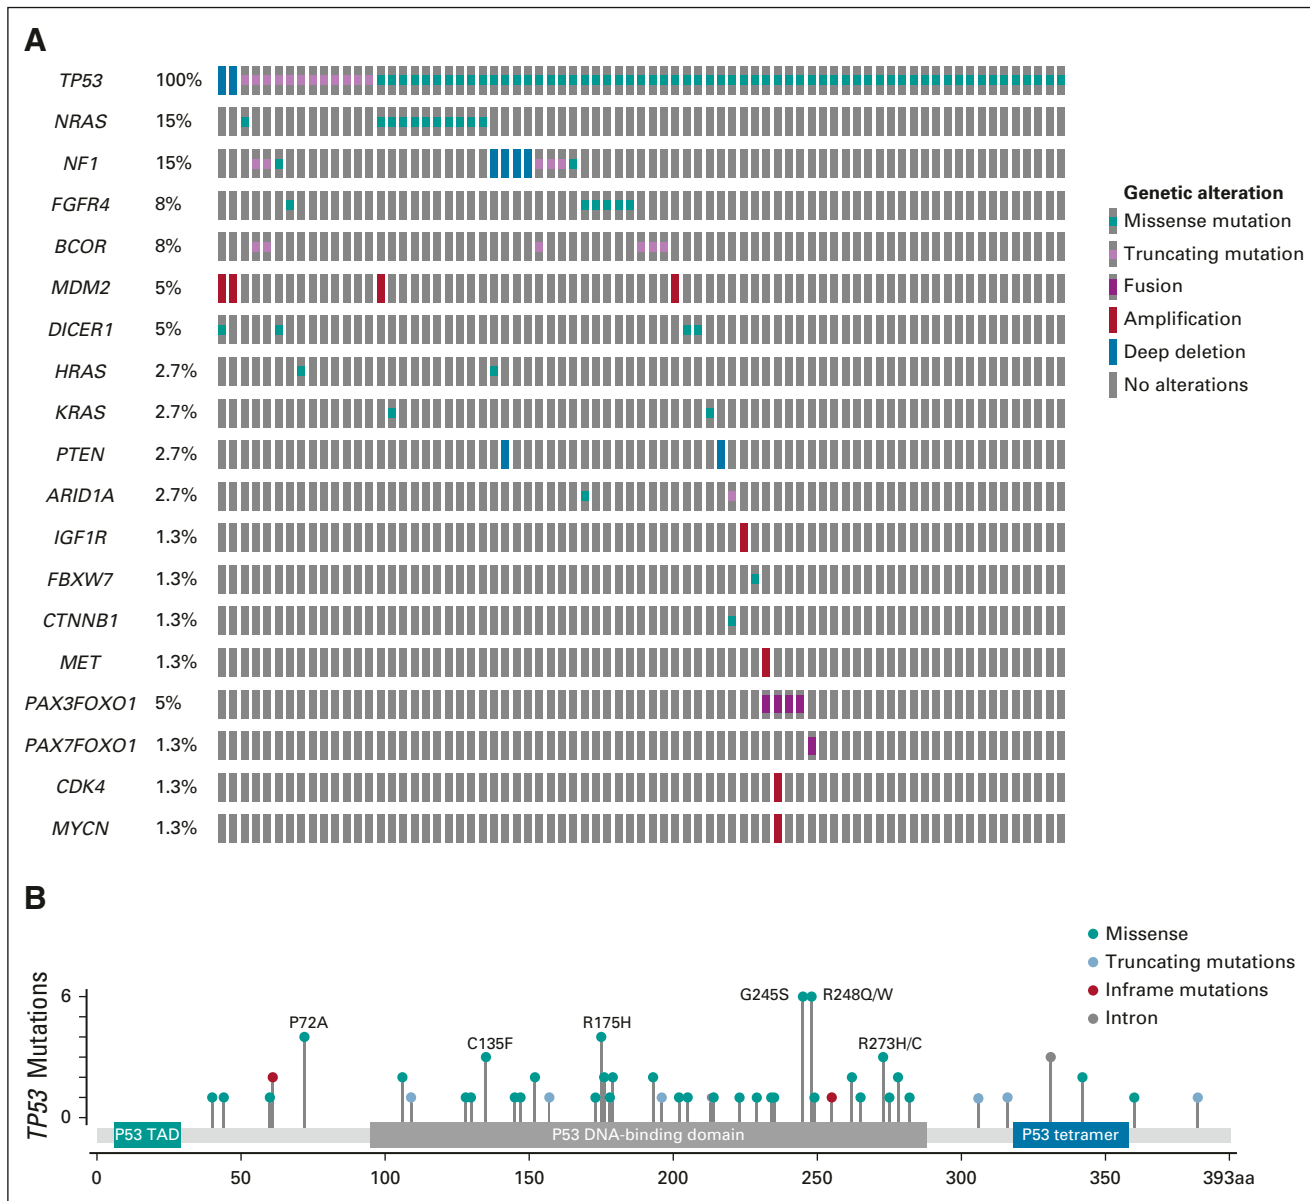 A
TP53 100%
NRAS 15%
NF1 15%
FGFR4 8%
BCOR 8%
MDM2 5%
DICER1 5%
HRAS 2.7%
KRAS 2.7%
PTEN 2.7%
ARID1A 2.7%
IGF1R 1.3%
FBXW7 1.3%
CTNNB1 1.3%
MET 1.3%
PAX3FOXO1 5%
PAX7FOXO1 1.3%
CDK4 1.3%
MYCN 1.3%
Genetic alteration
Missense mutation
Truncating mutation
Fusion
Amplification
Deep deletion
No alterations
B
TP53 Mutations
6
0
P72A
C135F
R175H
G245S
R248Q/W
R273H/C
Missense
Truncating mutations
Inframe mutations
Intron
P53 TAD
P53 DNA-binding domain
P53 tetramer
0 50 100 150 200 250 300 350 393aa